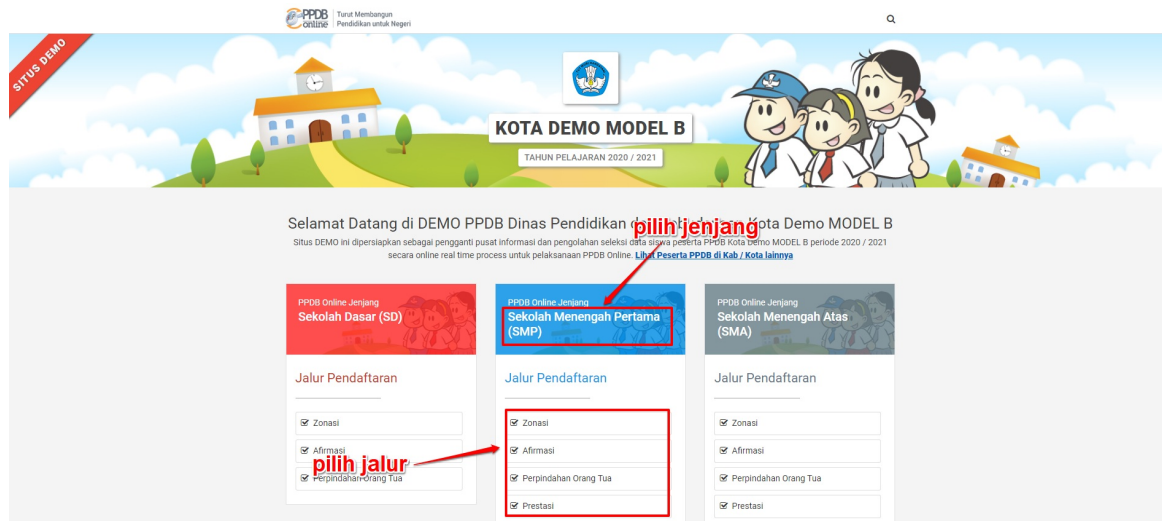 PPDB
online
Turut Membangun
Pendidikan untuk Negeri
SITUS DEMO
KOTA DEMO MODEL B
TAHUN PELAJARAN 2020 / 2021
Selamat Datang di DEMO PPDB Dinas Pendidikan Kota Demo MODEL B
pilih jenjang
Situs DEMO ini dipersiapkan sebagai pengganti pusat informasi dan pengolahan seleksi data siswa peserta PPDB Kota Demo MODEL B periode 2020 / 2021
secara online real time process untuk pelaksanaan PPDB Online. Lihat Peserta PPDB di Kab / Kota lainnya
PPDB Online Jenjang
Sekolah Dasar (SD)
Jalur Pendaftaran
Zonasi
Afirmasi
Perpindahan Orang Tua
pilih jalur
PPDB Online Jenjang
Sekolah Menengah Pertama
(SMP)
Jalur Pendaftaran
Zonasi
Afirmasi
Perpindahan Orang Tua
Prestasi
PPDB Online Jenjang
Sekolah Menengah Atas
(SMA)
Jalur Pendaftaran
Zonasi
Afirmasi
Perpindahan Orang Tua
Prestasi